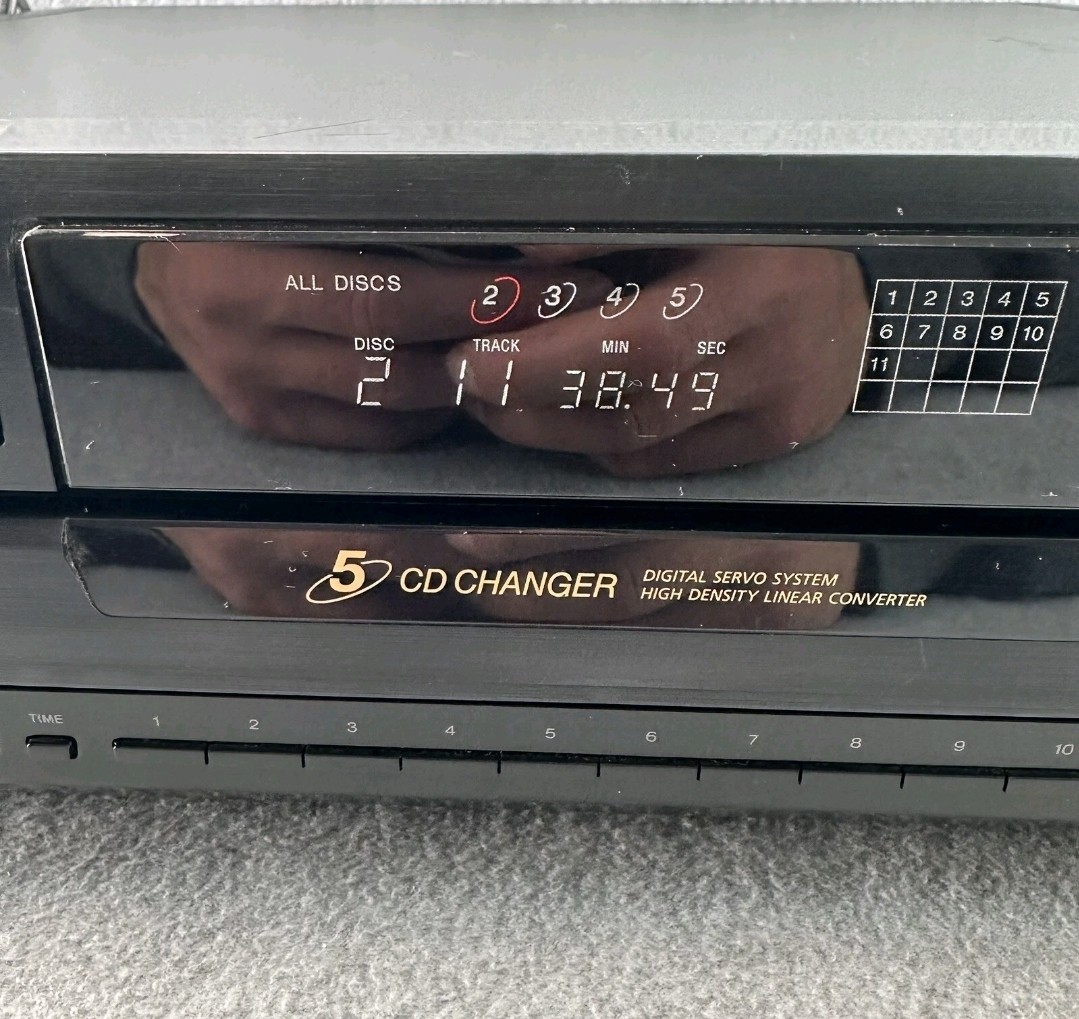 ALL DISCS 2 3 4 5
DISC TRACK MIN SEC
2 11 38.49
1 2 3 4 5
6 7 8 9 10
11
5 CD CHANGER
DIGITAL SERVO SYSTEM
HIGH DENSITY LINEAR CONVERTER
TIME 1 2 3 4 5 6 7 8 9 10